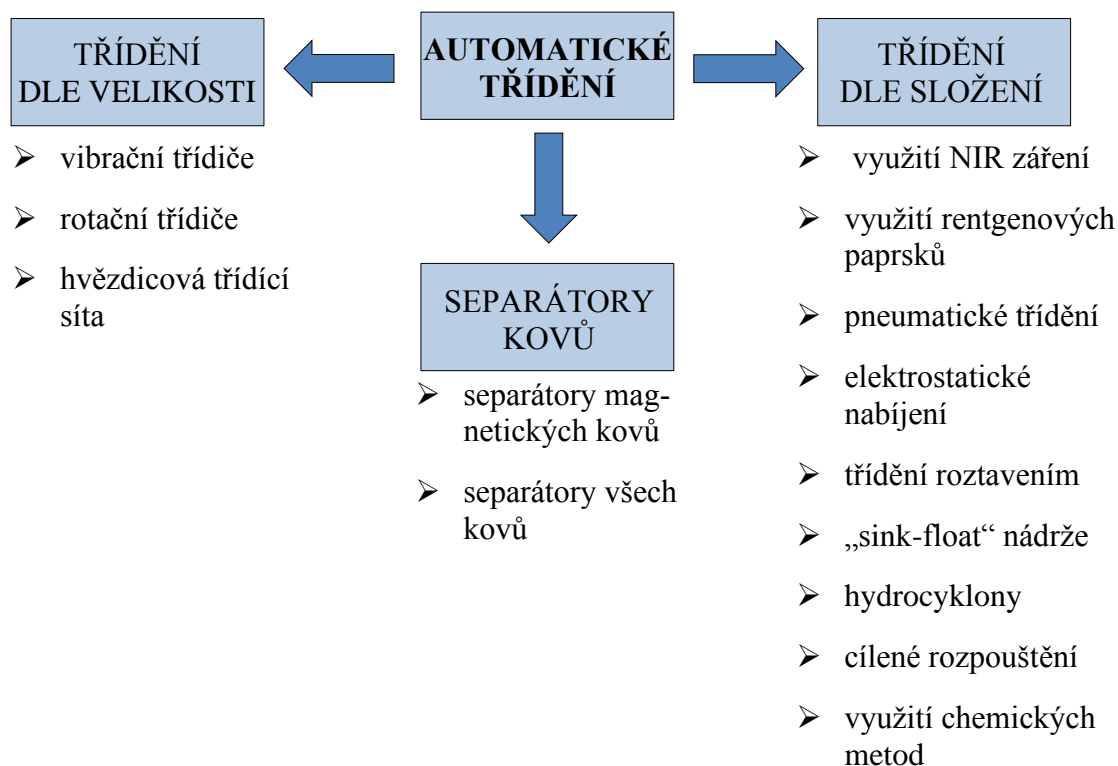 TŘÍDĚNÍ
DLE VELIKOSTI
➢ vibrační třídiče
➢ rotační třídiče
➢ hvězdicová třídící
síta
AUTOMATICKÉ
TŘÍDĚNÍ
SEPARÁTORY
KOVŮ
➢ separátory mag-
netických kovů
➢ separátory všech
kovů
TŘÍDĚNÍ
DLE SLOŽENÍ
➢ využití NIR záření
➢ využití rentgenových
paprsků
➢ pneumatické třídění
➢ elektrostatické
nabíjení
➢ třídění roztavením
➢ „sink-float“ nádrže
➢ hydrocyklony
➢ cílené rozpouštění
➢ využití chemických
metod